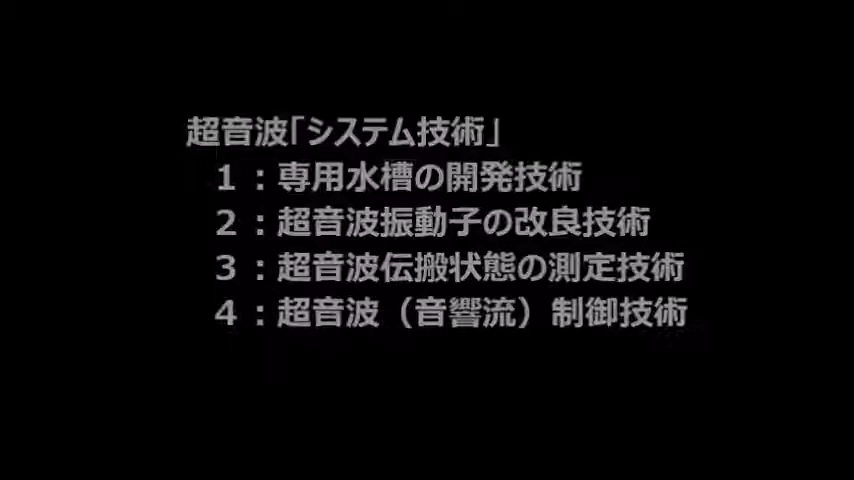 超音波「システム技術」
１：専用水槽の開発技術
２：超音波振動子の改良技術
３：超音波伝搬状態の測定技術
４：超音波（音響流）制御技術